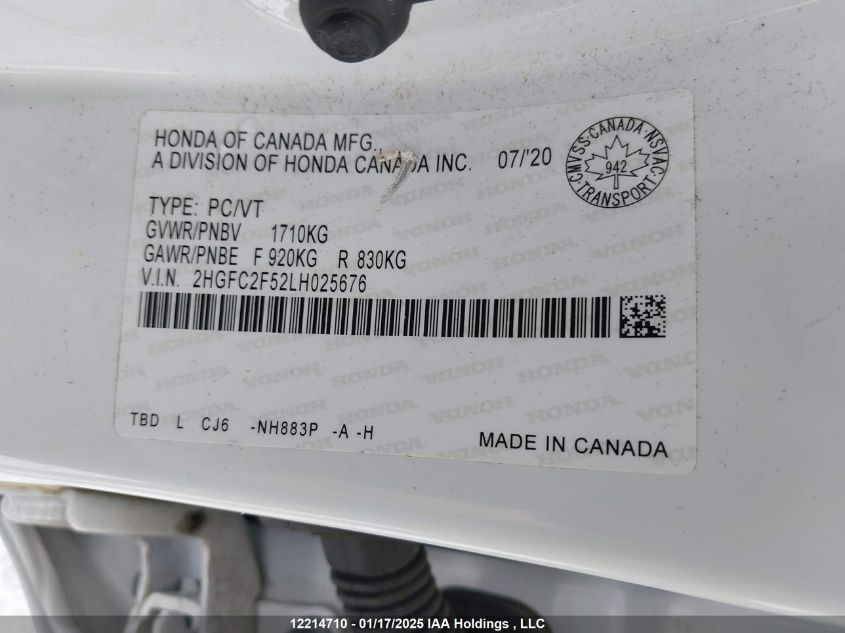 HONDA OF CANADA MFG.,
A DIVISION OF HONDA CANADA INC. 07/'20
CMVSS·CANADA·NSVAC
942
·TRANSPORT·
TYPE: PC/VT
GVWR/PNBV 1710KG
GAWR/PNBE F 920KG R 830KG
V.I.N. 2HGFC2F52LH025676
TBD L CJ6 -NH883P -A -H
MADE IN CANADA
12214710 - 01/17/2025 IAA Holdings , LLC